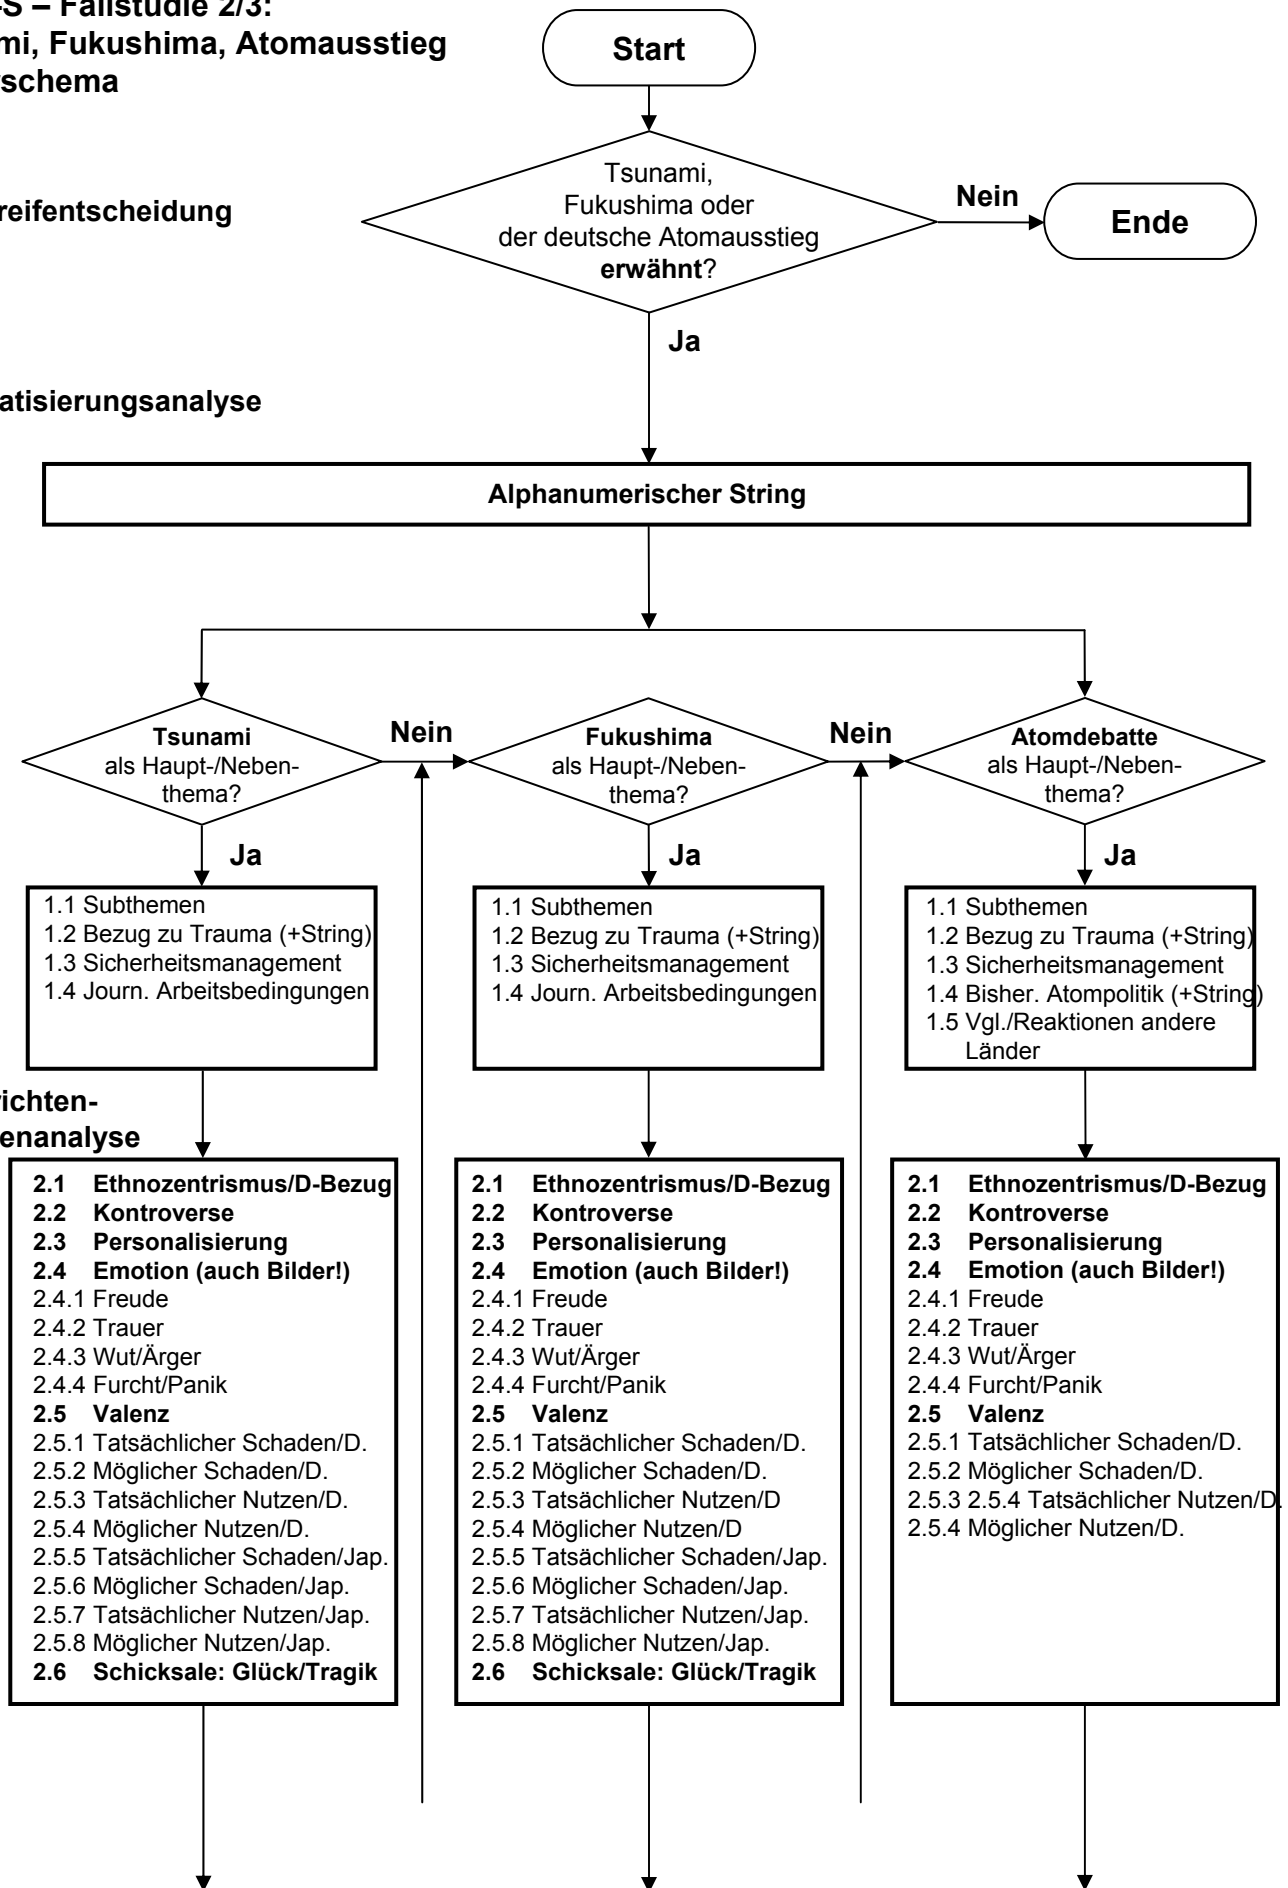 -S – Fallstudie 2/3:
mi, Fukushima, Atomausstieg
rschema
Start
Tsunami,
Fukushima oder
der deutsche Atomausstieg
erwähnt?
Nein
Ende
reifentscheidung
Ja
atisierungsanalyse
Alphanumerischer String
Tsunami
als Haupt-/Neben-
thema?
Nein
Fukushima
als Haupt-/Neben-
thema?
Nein
Atomdebatte
als Haupt-/Neben-
thema?
Ja
Ja
Ja
1.1 Subthemen
1.2 Bezug zu Trauma (+String)
1.3 Sicherheitsmanagement
1.4 Journ. Arbeitsbedingungen
1.1 Subthemen
1.2 Bezug zu Trauma (+String)
1.3 Sicherheitsmanagement
1.4 Journ. Arbeitsbedingungen
1.1 Subthemen
1.2 Bezug zu Trauma (+String)
1.3 Sicherheitsmanagement
1.4 Bisher. Atompolitik (+String)
1.5 Vgl./Reaktionen andere
Länder
richten-
enanalyse
2.1 Ethnozentrismus/D-Bezug
2.2 Kontroverse
2.3 Personalisierung
2.4 Emotion (auch Bilder!)
2.4.1 Freude
2.4.2 Trauer
2.4.3 Wut/Ärger
2.4.4 Furcht/Panik
2.5 Valenz
2.5.1 Tatsächlicher Schaden/D.
2.5.2 Möglicher Schaden/D.
2.5.3 Tatsächlicher Nutzen/D.
2.5.4 Möglicher Nutzen/D.
2.5.5 Tatsächlicher Schaden/Jap.
2.5.6 Möglicher Schaden/Jap.
2.5.7 Tatsächlicher Nutzen/Jap.
2.5.8 Möglicher Nutzen/Jap.
2.6 Schicksale: Glück/Tragik
2.1 Ethnozentrismus/D-Bezug
2.2 Kontroverse
2.3 Personalisierung
2.4 Emotion (auch Bilder!)
2.4.1 Freude
2.4.2 Trauer
2.4.3 Wut/Ärger
2.4.4 Furcht/Panik
2.5 Valenz
2.5.1 Tatsächlicher Schaden/D.
2.5.2 Möglicher Schaden/D.
2.5.3 Tatsächlicher Nutzen/D
2.5.4 Möglicher Nutzen/D
2.5.5 Tatsächlicher Schaden/Jap.
2.5.6 Möglicher Schaden/Jap.
2.5.7 Tatsächlicher Nutzen/Jap.
2.5.8 Möglicher Nutzen/Jap.
2.6 Schicksale: Glück/Tragik
2.1 Ethnozentrismus/D-Bezug
2.2 Kontroverse
2.3 Personalisierung
2.4 Emotion (auch Bilder!)
2.4.1 Freude
2.4.2 Trauer
2.4.3 Wut/Ärger
2.4.4 Furcht/Panik
2.5 Valenz
2.5.1 Tatsächlicher Schaden/D.
2.5.2 Möglicher Schaden/D.
2.5.3 2.5.4 Tatsächlicher Nutzen/D.
2.5.4 Möglicher Nutzen/D.